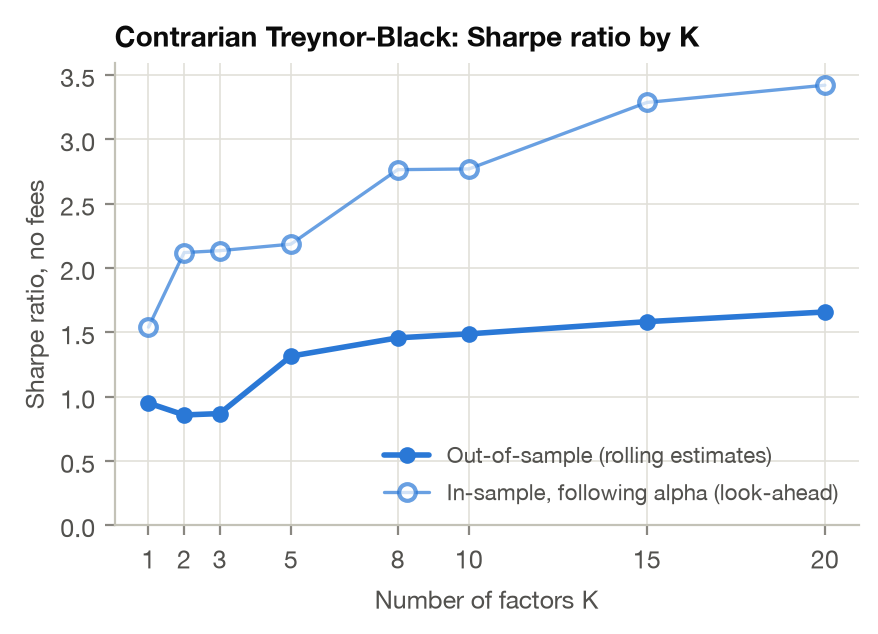 Contrarian Treynor-Black: Sharpe ratio by K
3.5
3.0
2.5
2.0
1.5
1.0
0.5
0.0
Sharpe ratio, no fees
Out-of-sample (rolling estimates)
In-sample, following alpha (look-ahead)
1 2 3 5 8 10 15 20
Number of factors K